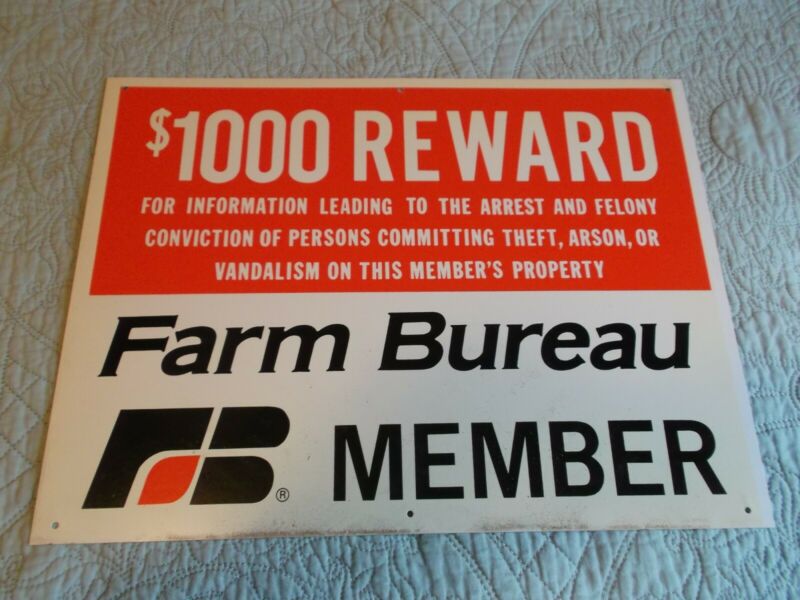 $1000 REWARD
FOR INFORMATION LEADING TO THE ARREST AND FELONY
CONVICTION OF PERSONS COMMITTING THEFT, ARSON, OR
VANDALISM ON THIS MEMBER'S PROPERTY
Farm Bureau
FB ® MEMBER